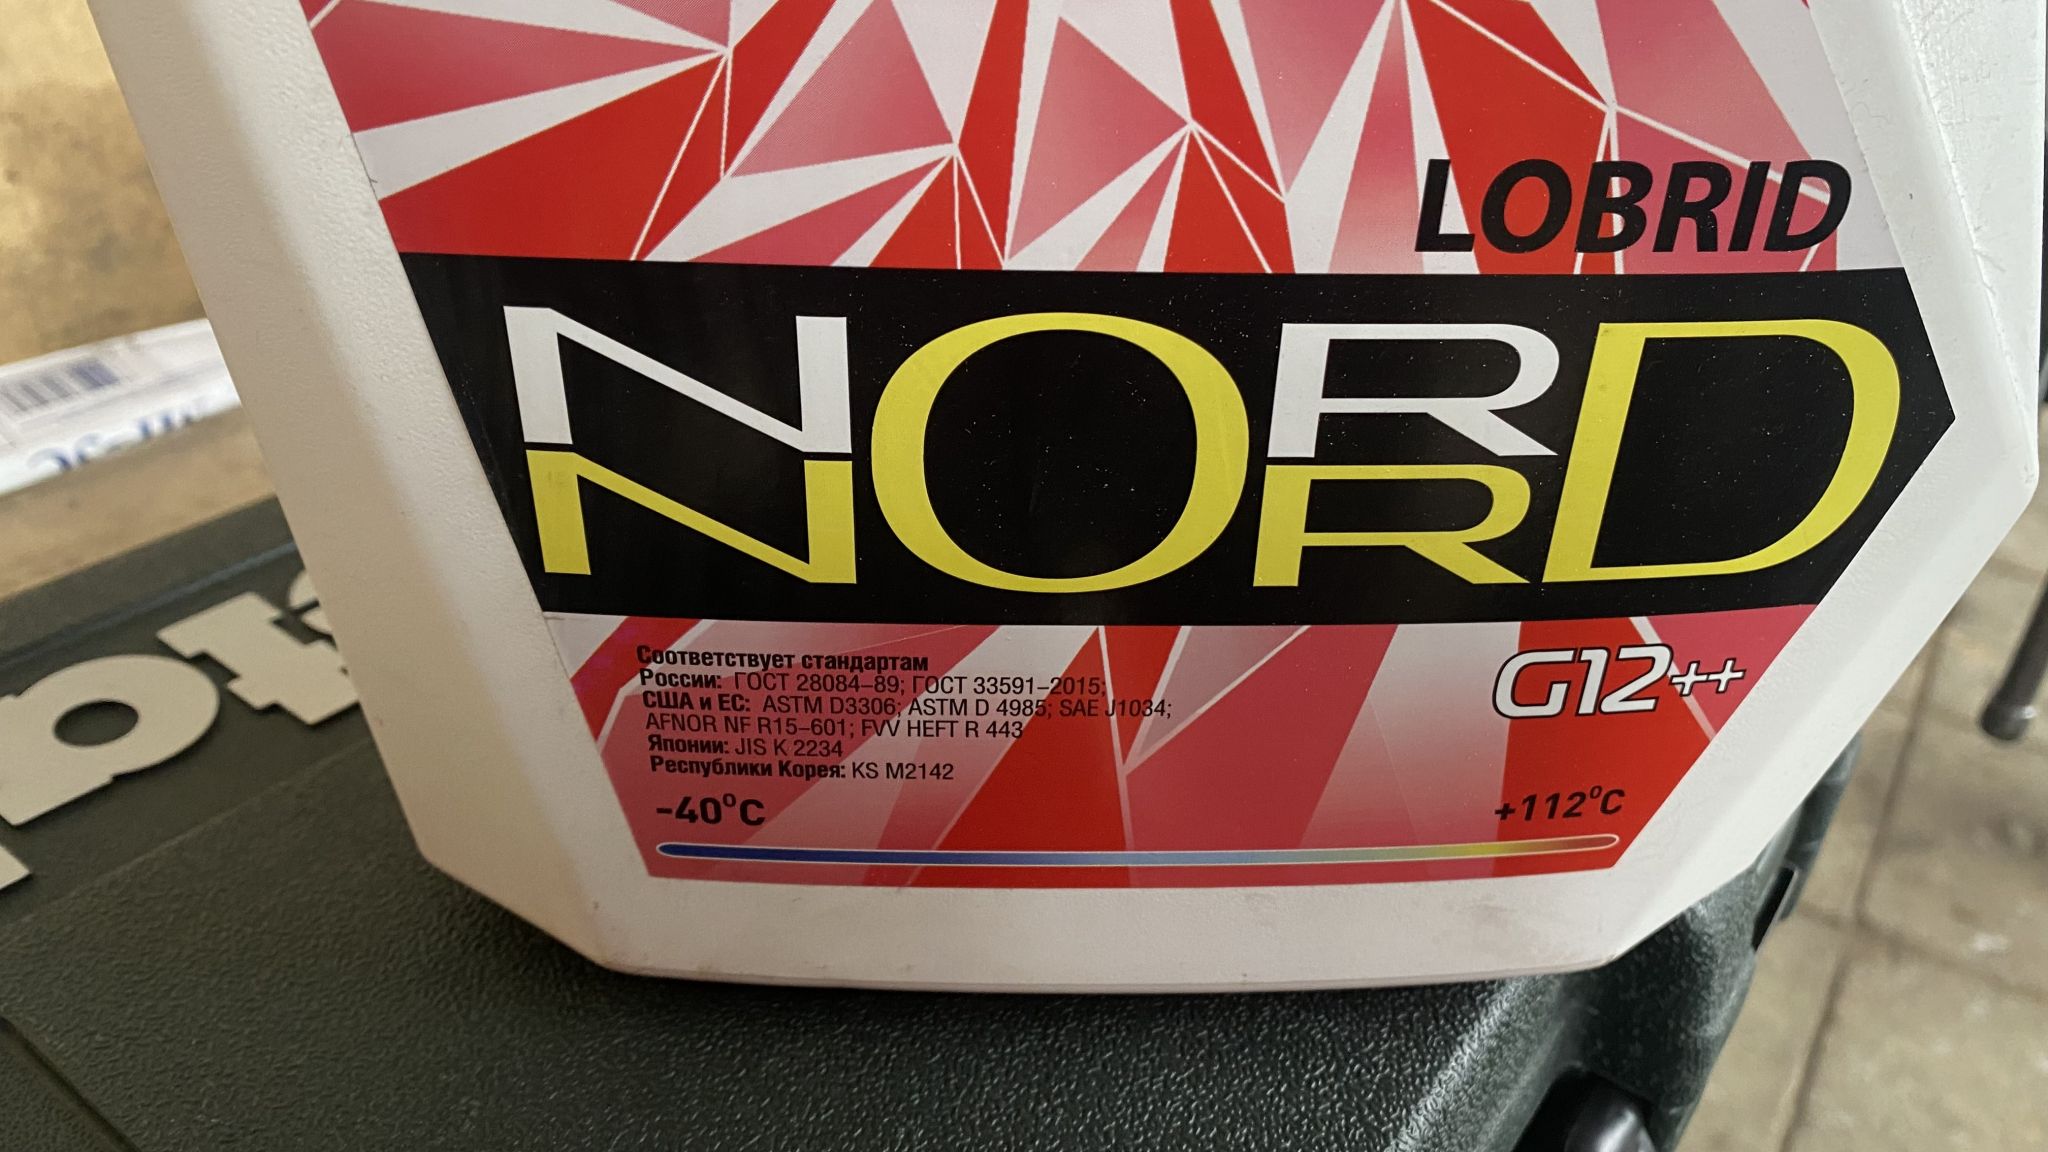 LOBRID
NORD
Соответствует стандартам
России: ГОСТ 28084-89; ГОСТ 33591-2015;
США и ЕС: ASTM D3306; ASTM D 4985; SAE J1034;
AFNOR NF R15-601; FVV HEFT R 443
Японии: JIS K 2234
Республики Корея: KS M2142
G12++
-40°C
+112°C